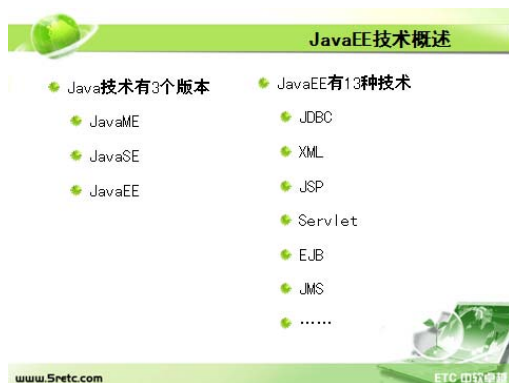 JavaEE技术概述
Java技术有3个版本
JavaME
JavaSE
JavaEE
JavaEE有13种技术
JDBC
XML
JSP
Servlet
EJB
JMS
……
www.5retc.com
ETC 中软卓越